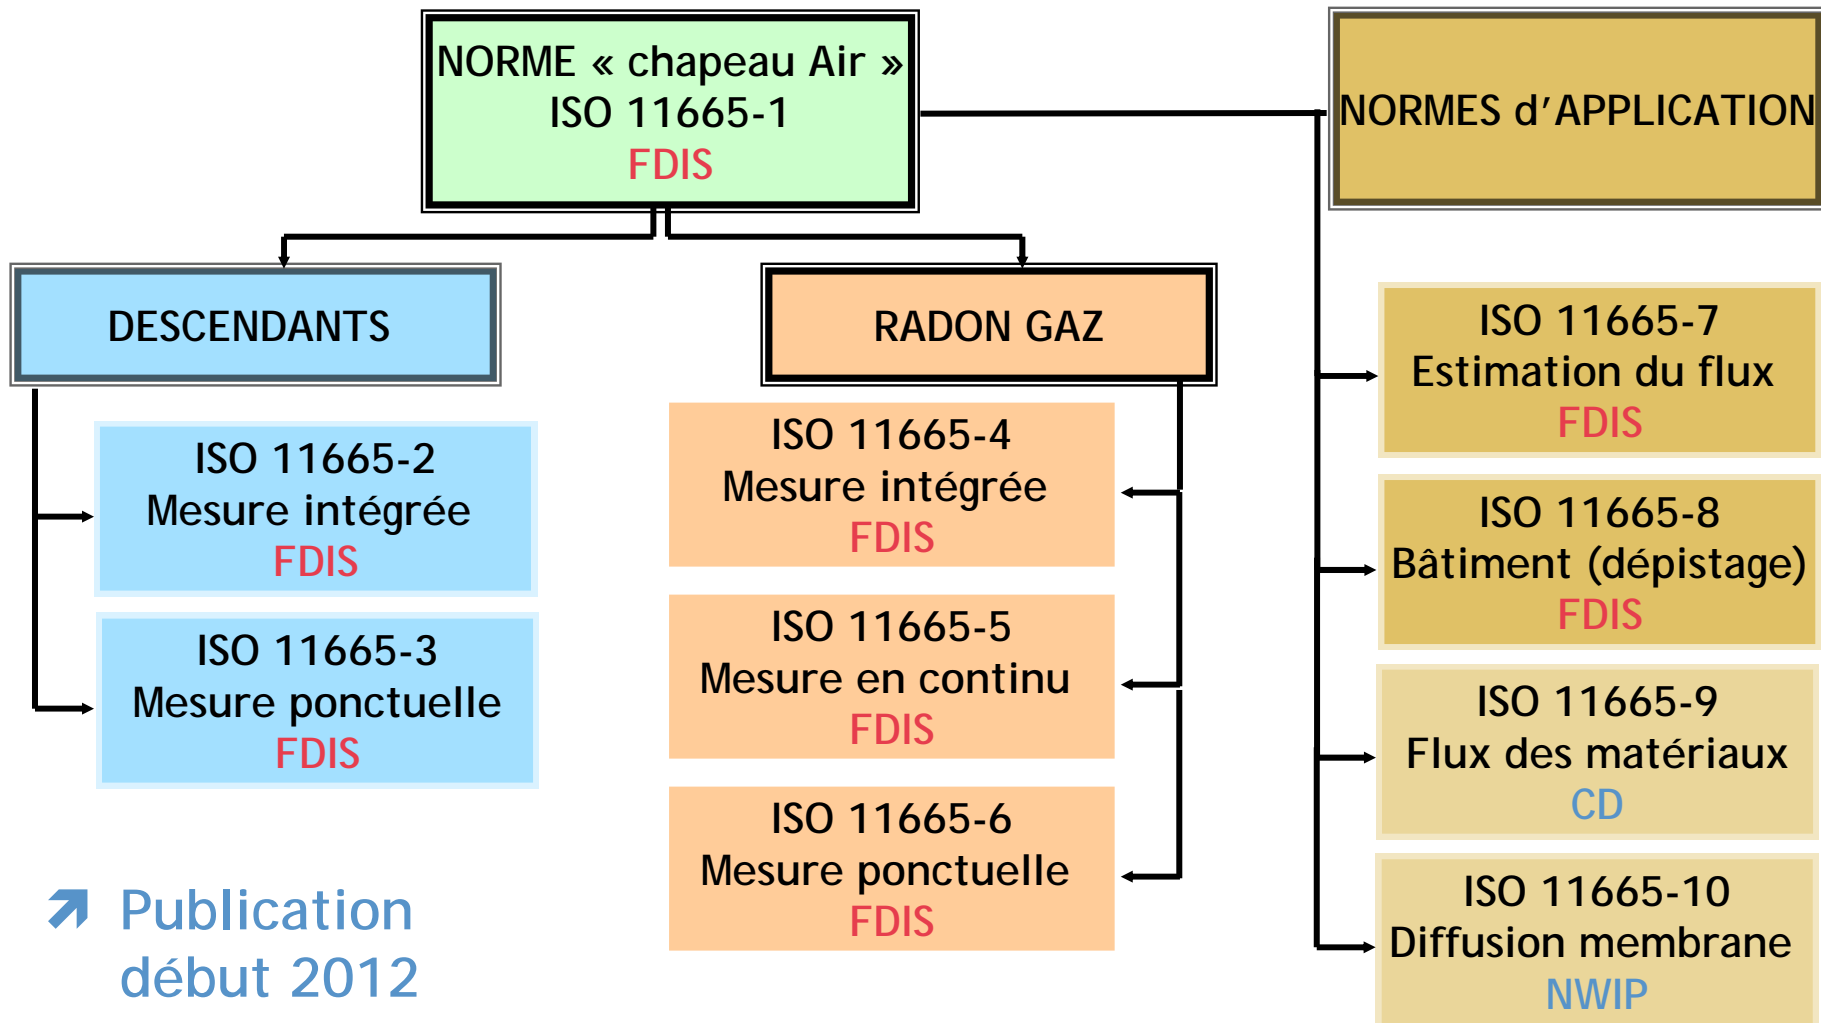 NORME « chapeau Air »
ISO 11665-1
FDIS
NORMES d’APPLICATION
DESCENDANTS
ISO 11665-2
Mesure intégrée
FDIS
ISO 11665-3
Mesure ponctuelle
FDIS
RADON GAZ
ISO 11665-4
Mesure intégrée
FDIS
ISO 11665-5
Mesure en continu
FDIS
ISO 11665-6
Mesure ponctuelle
FDIS
ISO 11665-7
Estimation du flux
FDIS
ISO 11665-8
Bâtiment (dépistage)
FDIS
ISO 11665-9
Flux des matériaux
CD
ISO 11665-10
Diffusion membrane
NWIP
Publication
début 2012